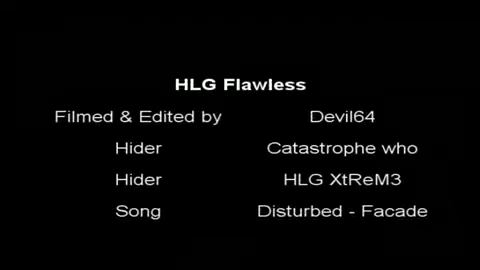 HLG Flawless
Filmed & Edited by Devil64
Hider Catastrophe who
Hider HLG XtReM3
Song Disturbed - Facade